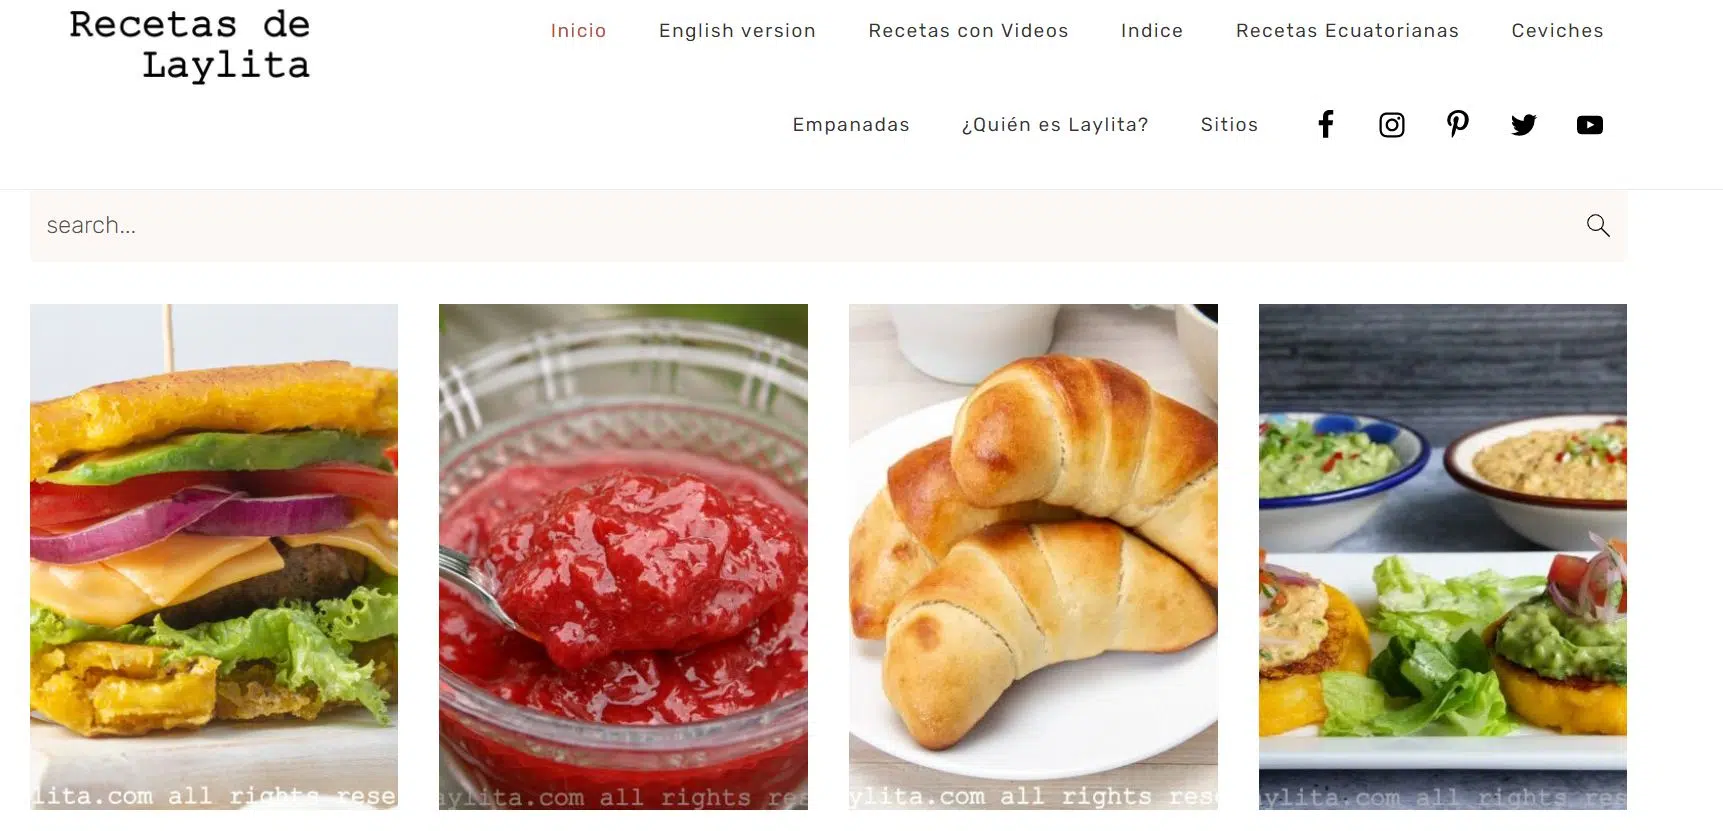 Recetas de
Laylita
Inicio English version Recetas con Videos Indice Recetas Ecuatorianas Ceviches
Empanadas ¿Quién es Laylita? Sitios
search...
lita.com all rights rese
aylita.com all rights res
ylita.com all rights rese
ylita.com all rights res